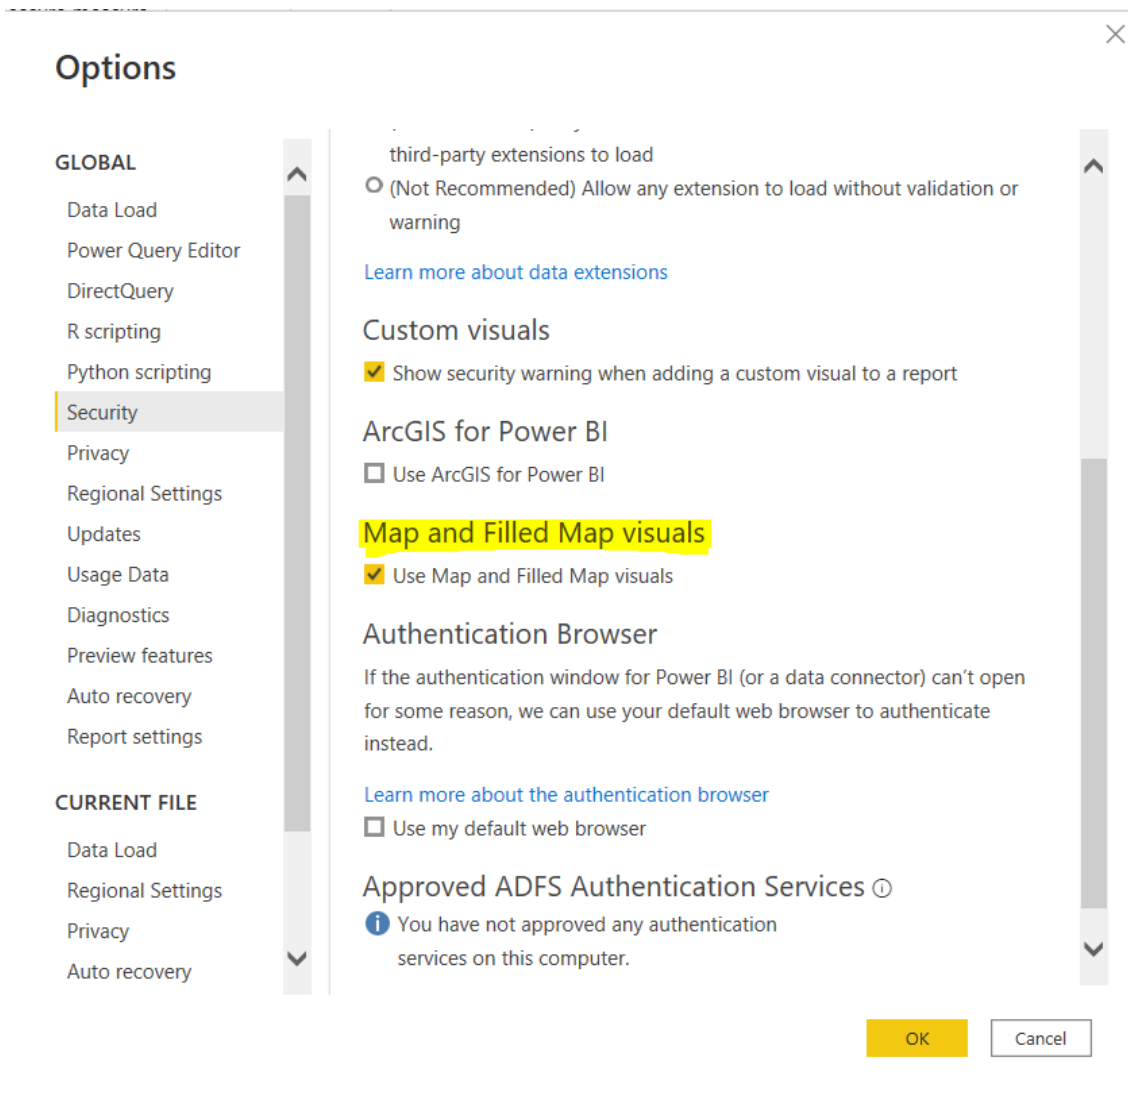 Options
GLOBAL
Data Load
Power Query Editor
DirectQuery
R scripting
Python scripting
Security
Privacy
Regional Settings
Updates
Usage Data
Diagnostics
Preview features
Auto recovery
Report settings
CURRENT FILE
Data Load
Regional Settings
Privacy
Auto recovery
third-party extensions to load
(Not Recommended) Allow any extension to load without validation or
warning
Learn more about data extensions
Custom visuals
Show security warning when adding a custom visual to a report
ArcGIS for Power BI
Use ArcGIS for Power BI
Map and Filled Map visuals
Use Map and Filled Map visuals
Authentication Browser
If the authentication window for Power BI (or a data connector) can't open
for some reason, we can use your default web browser to authenticate
instead.
Learn more about the authentication browser
Use my default web browser
Approved ADFS Authentication Services
You have not approved any authentication
services on this computer.
OK
Cancel